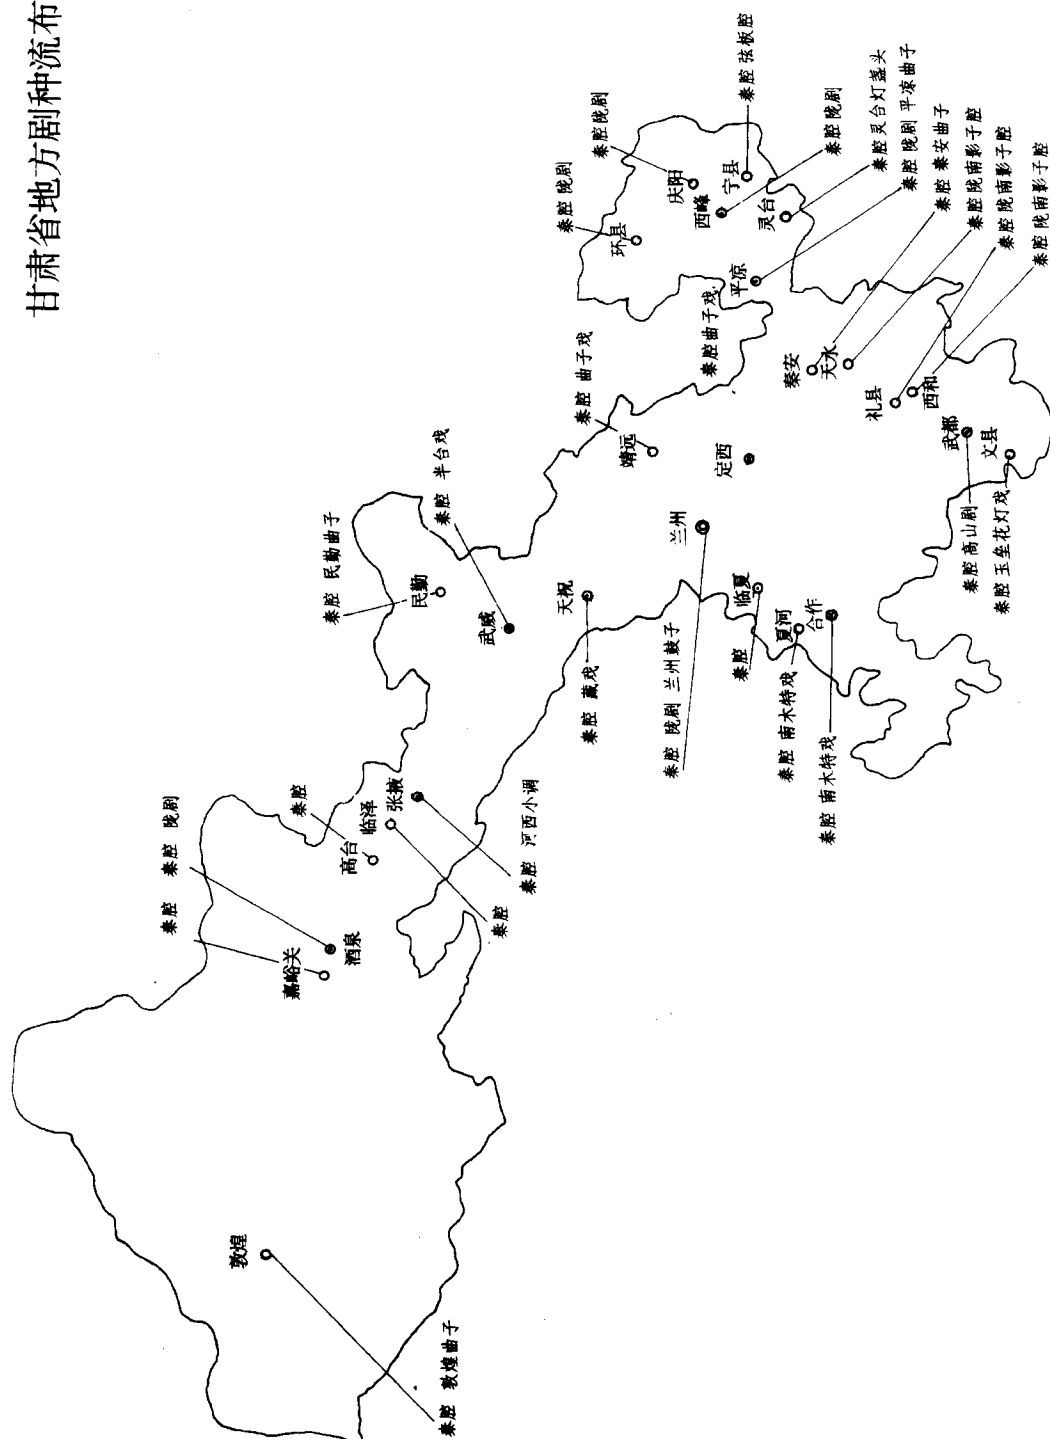 甘肃省地方剧种流布
敦煌
秦腔 敦煌曲子
嘉峪关
秦腔
酒泉
秦腔 陇剧
高台
秦腔
临泽
秦腔
张掖
秦腔 河西小调
民勤
秦腔 民勤曲子
武威
秦腔 半台戏
天祝
秦腔 藏戏
兰州
秦腔 陇剧 兰州鼓子
临夏
秦腔
夏河
秦腔 南木特戏
合作
秦腔 南木特戏
靖远
秦腔 曲子戏
定西
秦腔曲子戏
环县
秦腔 陇剧
庆阳
秦腔陇剧
西峰
秦腔 陇剧
宁县
秦腔 弦板腔
灵台
秦腔灵台灯盏头
平凉
秦腔 陇剧 平凉曲子
秦安
秦腔 秦安曲子
天水
秦腔 陇南影子腔
礼县
秦腔陇南影子腔
西和
秦腔 陇南影子腔
武都
秦腔高山剧
文县
秦腔 玉垒花灯戏